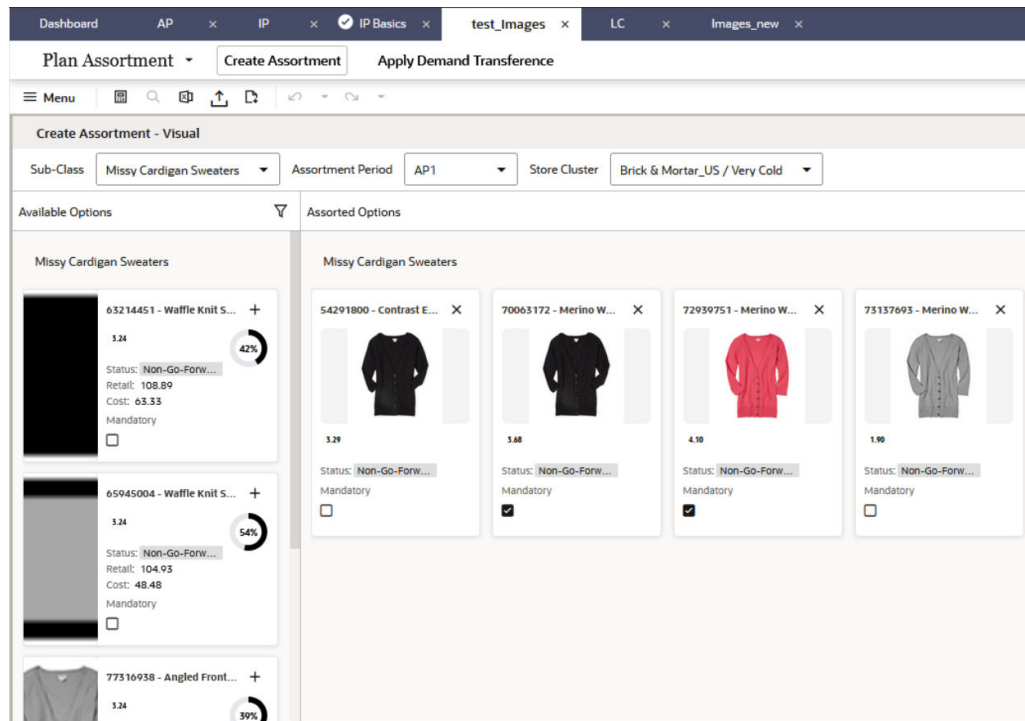 Dashboard AP × IP × IP Basics × test_Images × LC × Images_new ×
Plan Assortment Create Assortment Apply Demand Transference
Menu
Create Assortment - Visual
Sub-Class Missy Cardigan Sweaters Assortment Period AP1 Store Cluster Brick & Mortar_US / Very Cold
Available Options
Missy Cardigan Sweaters
63214451 - Waffle Knit S... +
3.24
42%
Status: Non-Go-Forw...
Retail: 108.89
Cost: 63.33
Mandatory
65945004 - Waffle Knit S... +
3.24
54%
Status: Non-Go-Forw...
Retail: 104.93
Cost: 48.48
Mandatory
77316938 - Angled Front... +
3.24
39%
Assorted Options
Missy Cardigan Sweaters
54291800 - Contrast E... ×
3.29
Status: Non-Go-Forw...
Mandatory
70063172 - Merino W... ×
3.68
Status: Non-Go-Forw...
Mandatory
72939751 - Merino W... ×
4.10
Status: Non-Go-Forw...
Mandatory
73137693 - Merino W... ×
1.90
Status: Non-Go-Forw...
Mandatory